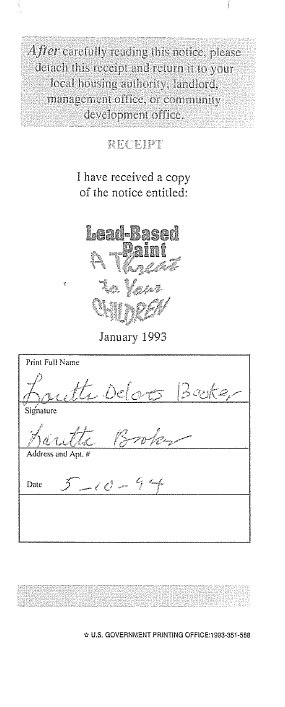 After carefully reading this notice, please
detach this receipt and return it to your
local housing authority, landlord,
management office, or community
development office.
RECEIPT
I have received a copy
of the notice entitled:
Lead-Based
Paint
A Threat
to Your
CHILDREN
January 1993
Print Full Name
Loretta Delores Booker
Signature
Loretta Booker
Address and Apt. #
Date 5-10-94
☆ U.S. GOVERNMENT PRINTING OFFICE:1993-351-588